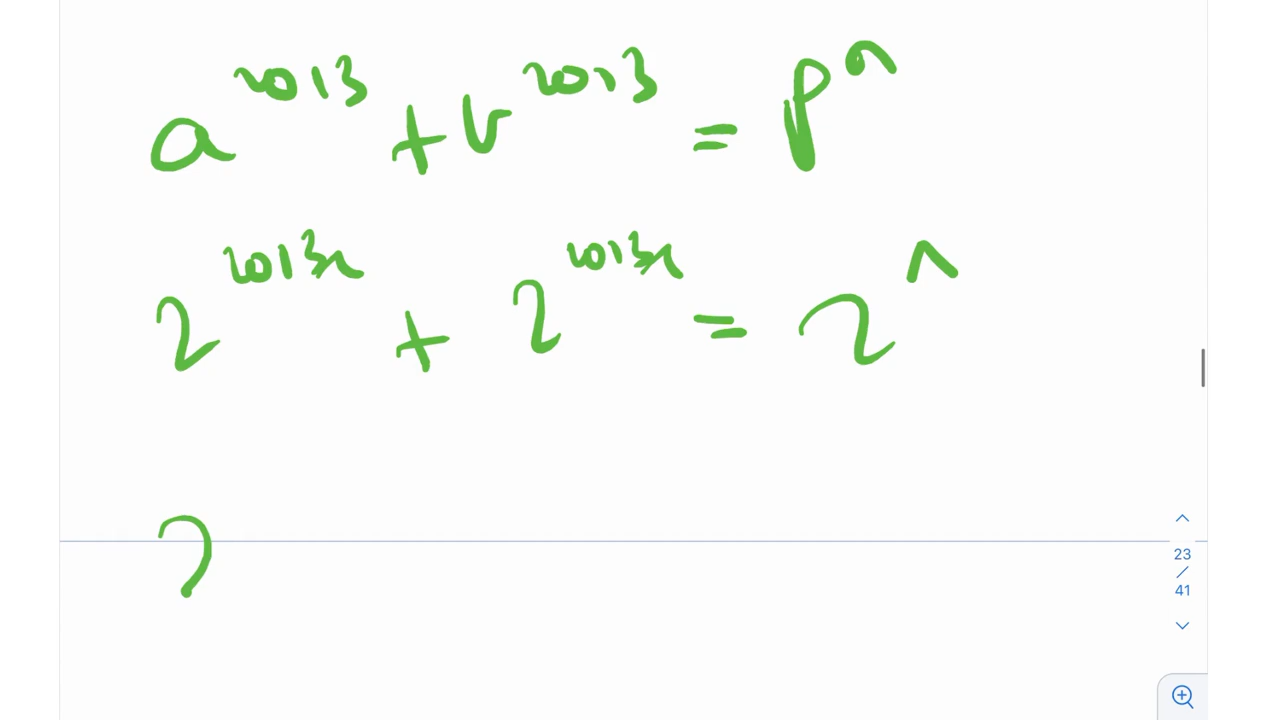 a^2013 + b^2013 = p^n
2^2013x + 2^2013x = 2^n
2
23
/
41